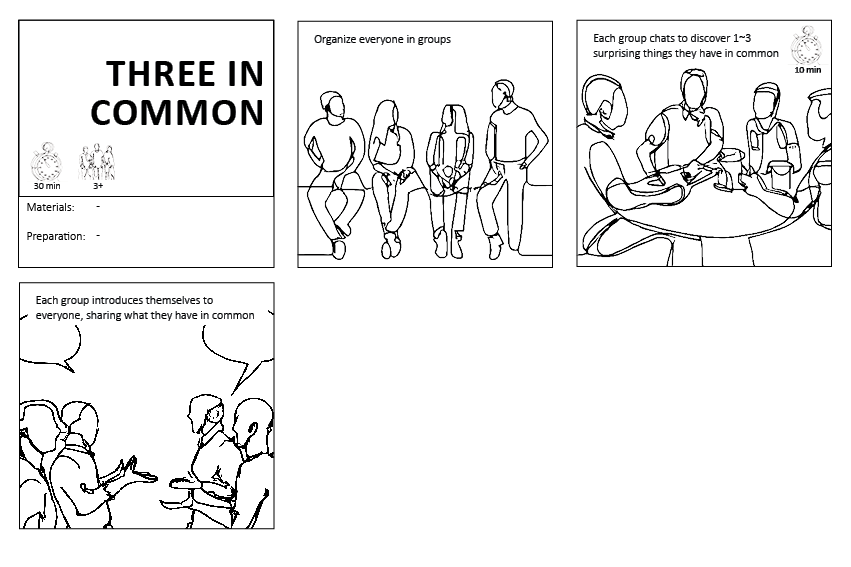 THREE IN
COMMON
30 min
3+
Materials: -
Preparation: -
Organize everyone in groups
Each group chats to discover 1~3
surprising things they have in common
10 min
Each group introduces themselves to
everyone, sharing what they have in common